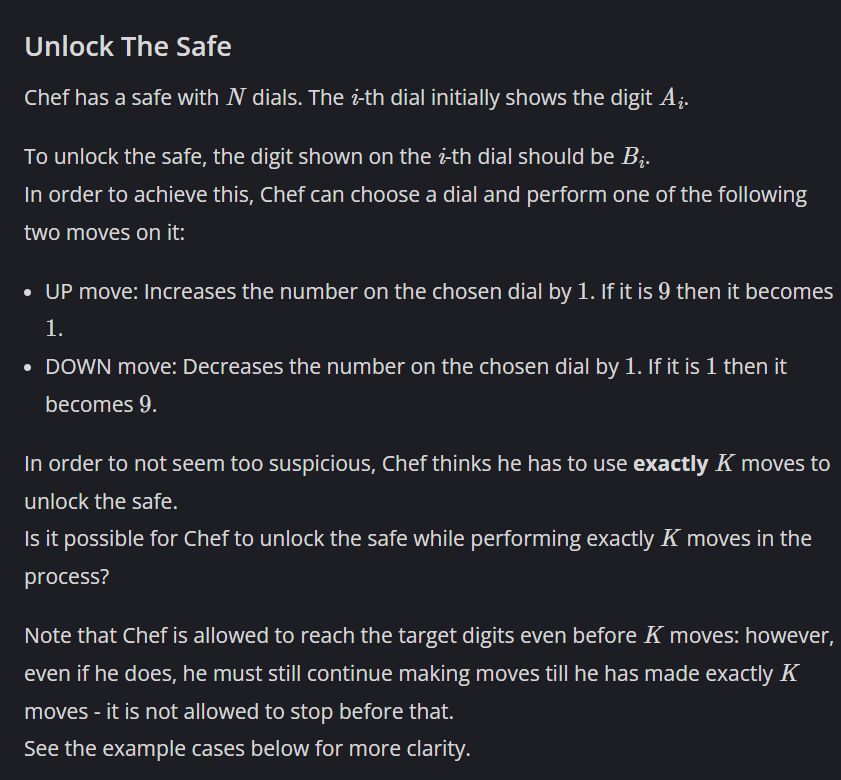 Unlock The Safe
Chef has a safe with N dials. The i-th dial initially shows the digit A_i.
To unlock the safe, the digit shown on the i-th dial should be B_i.
In order to achieve this, Chef can choose a dial and perform one of the following
two moves on it:
• UP move: Increases the number on the chosen dial by 1. If it is 9 then it becomes
1.
• DOWN move: Decreases the number on the chosen dial by 1. If it is 1 then it
becomes 9.
In order to not seem too suspicious, Chef thinks he has to use exactly K moves to
unlock the safe.
Is it possible for Chef to unlock the safe while performing exactly K moves in the
process?
Note that Chef is allowed to reach the target digits even before K moves: however,
even if he does, he must still continue making moves till he has made exactly K
moves - it is not allowed to stop before that.
See the example cases below for more clarity.